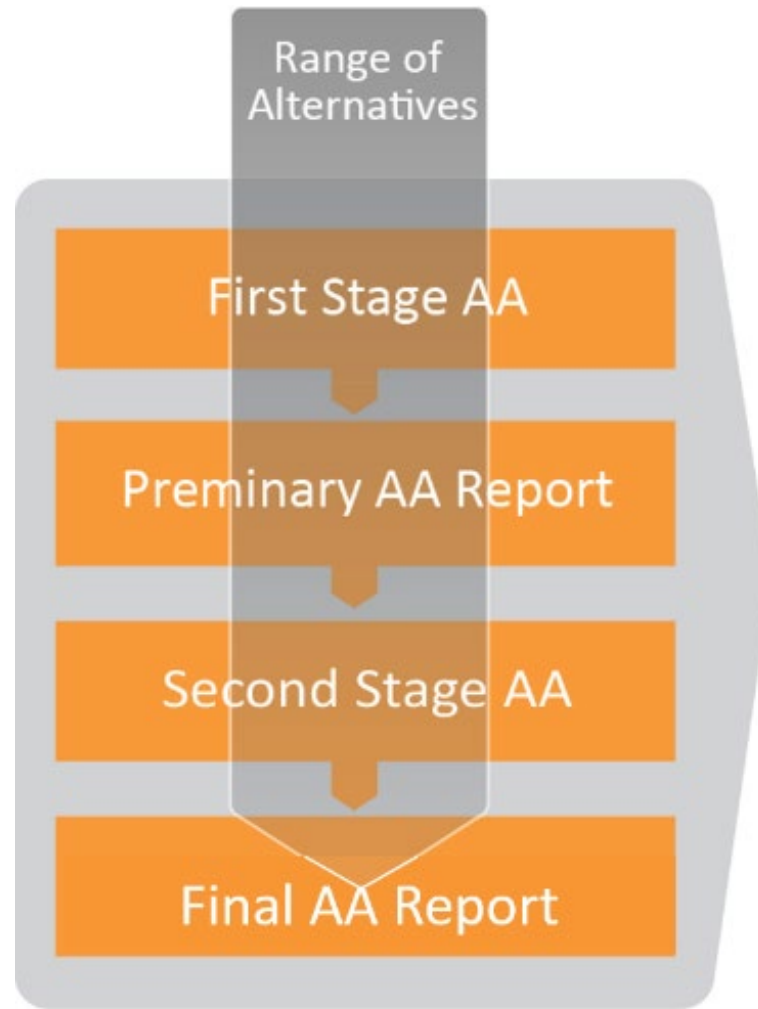 Range of
Alternatives
First Stage AA
Preminary AA Report
Second Stage AA
Final AA Report